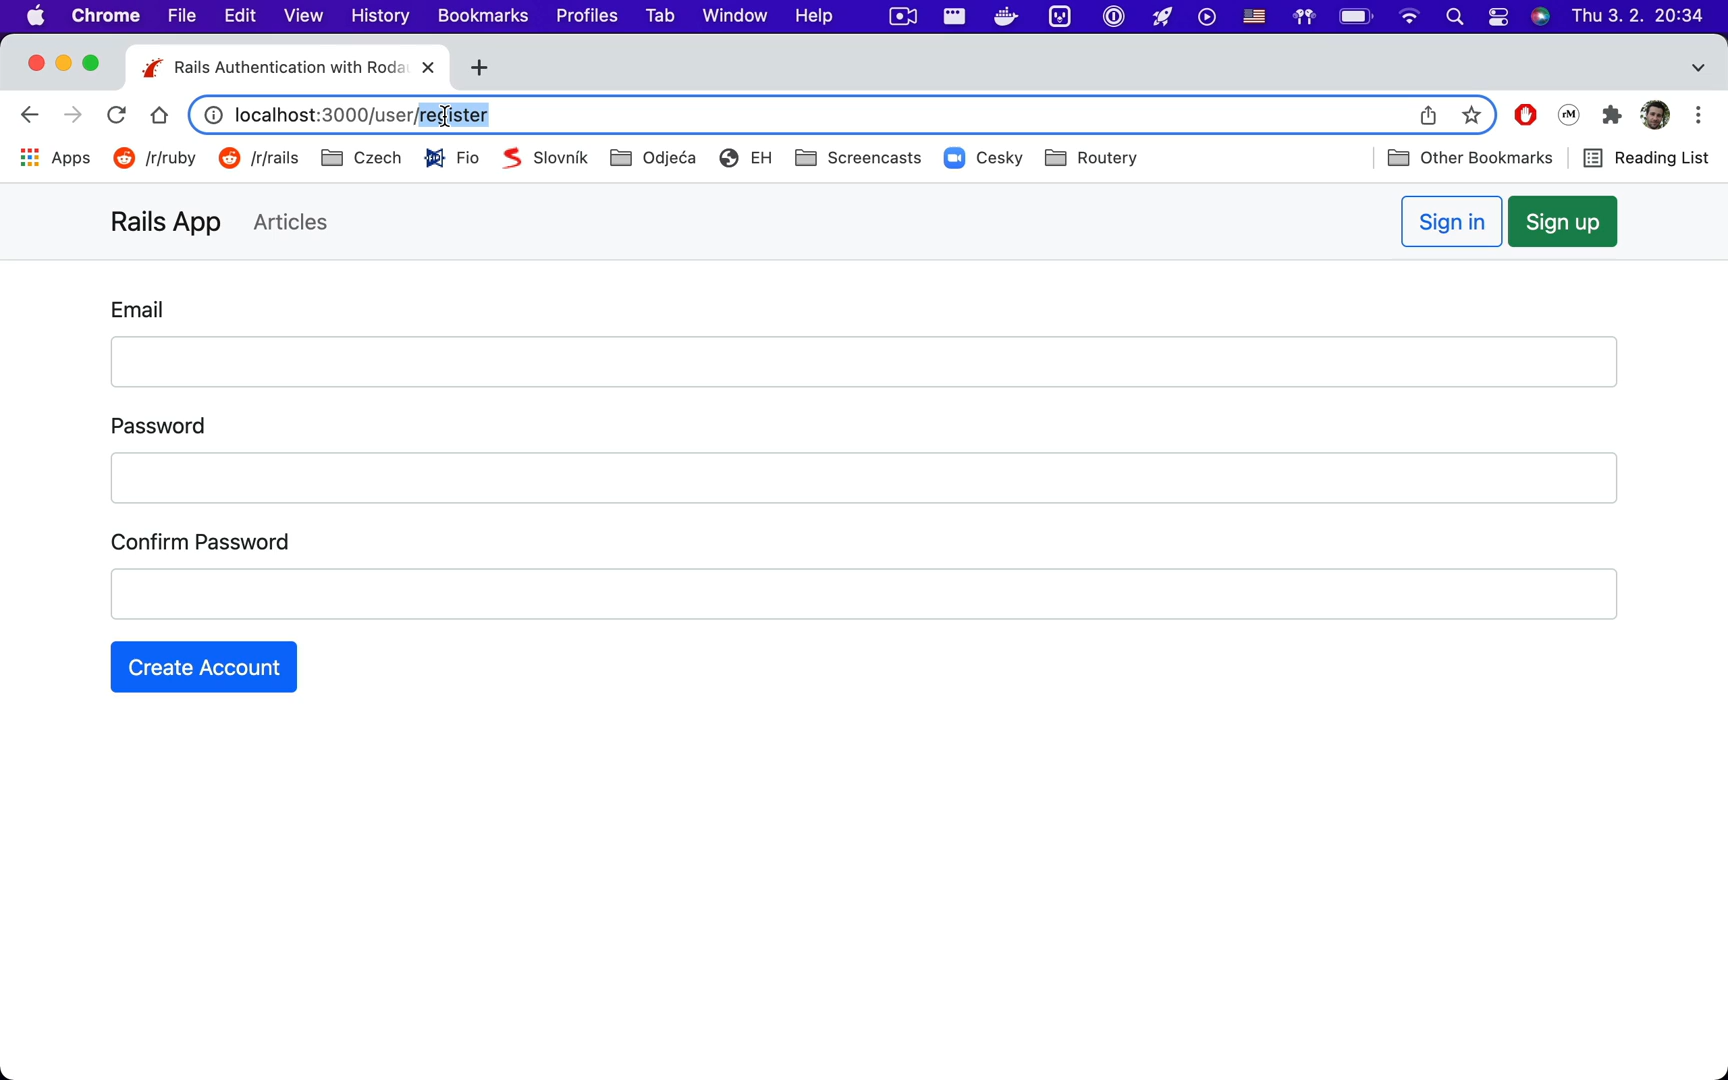 Chrome File Edit View History Bookmarks Profiles Tab Window Help Thu 3. 2. 20:34
Rails Authentication with Roda
localhost:3000/user/register
Apps /r/ruby /r/rails Czech Fio Slovník Odjeća EH Screencasts Cesky Routery Other Bookmarks Reading List
Rails App Articles Sign in Sign up
Email
Password
Confirm Password
Create Account